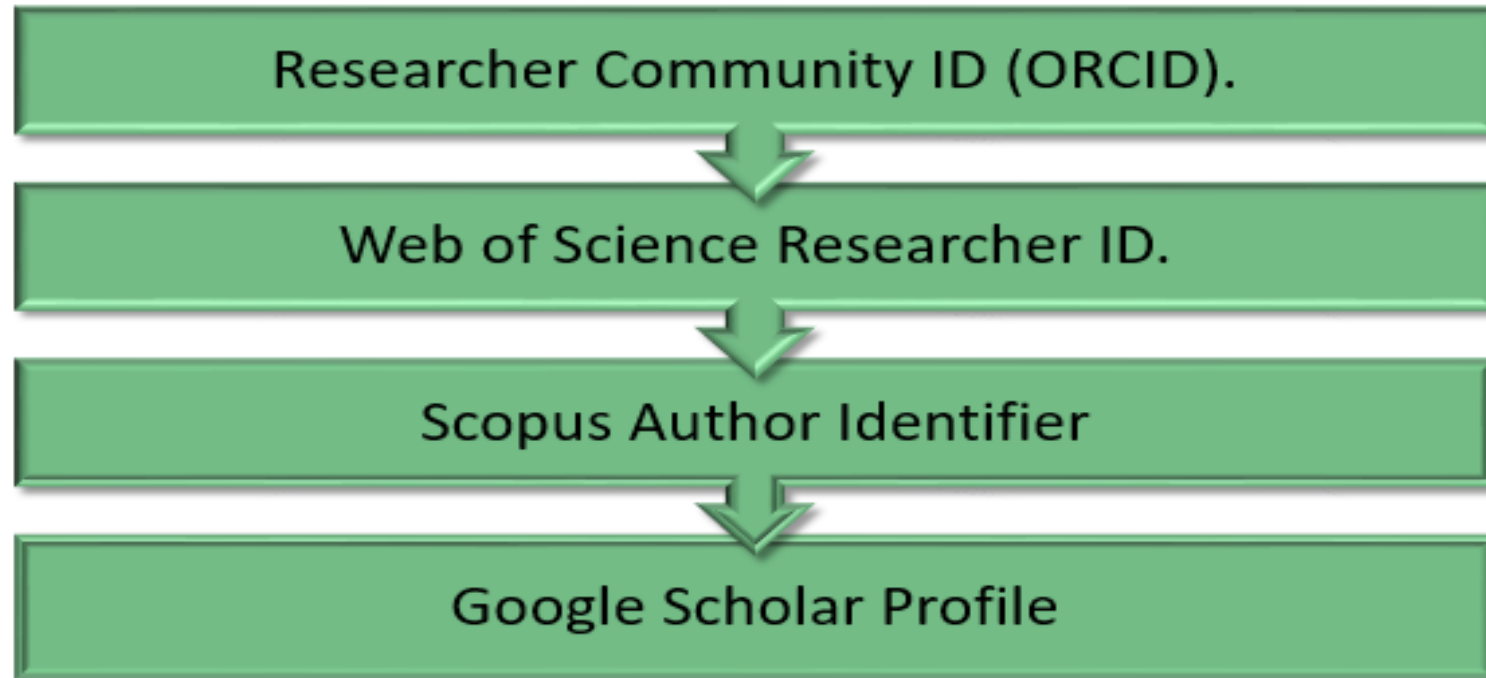 Researcher Community ID (ORCID).
Web of Science Researcher ID.
Scopus Author Identifier
Google Scholar Profile